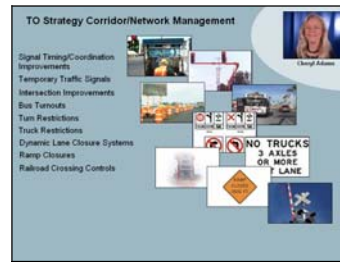 TO Strategy Corridor/Network Management
Cheryl Adams
Signal Timing/Coordination
Improvements
Temporary Traffic Signals
Intersection Improvements
Bus Turnouts
Turn Restrictions
Truck Restrictions
Dynamic Lane Closure Systems
Ramp Closures
Railroad Crossing Controls
NO TRUCKS
3 AXLES
OR MORE
LANE
RAMP
CLOSED